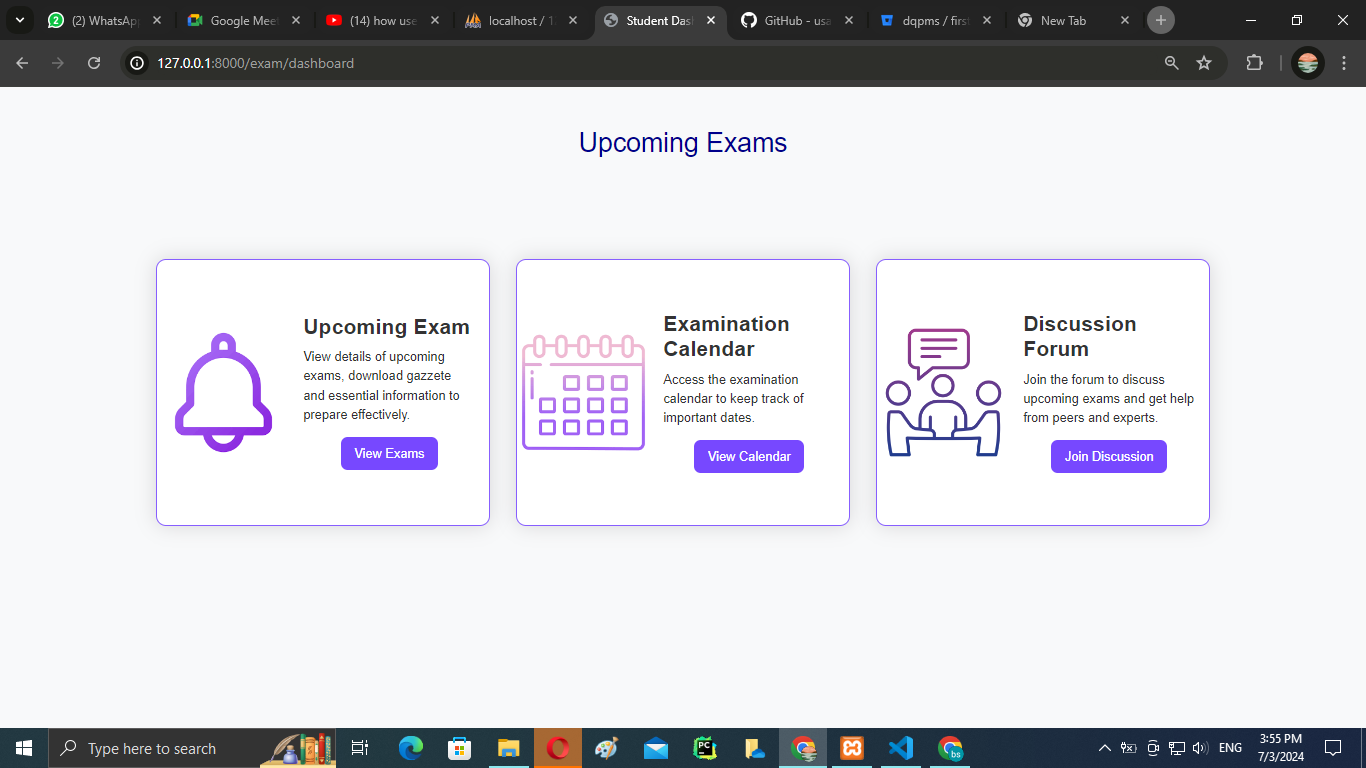 (2) WhatsApp
Google Meet
(14) how use
localhost / 1
Student Das
GitHub - usa
dqpms / first
New Tab
127.0.0.1:8000/exam/dashboard
Upcoming Exams
Upcoming Exam
View details of upcoming
exams, download gazzete
and essential information to
prepare effectively.
View Exams
Examination
Calendar
Access the examination
calendar to keep track of
important dates.
View Calendar
Discussion
Forum
Join the forum to discuss
upcoming exams and get help
from peers and experts.
Join Discussion
Type here to search
ENG
3:55 PM
7/3/2024